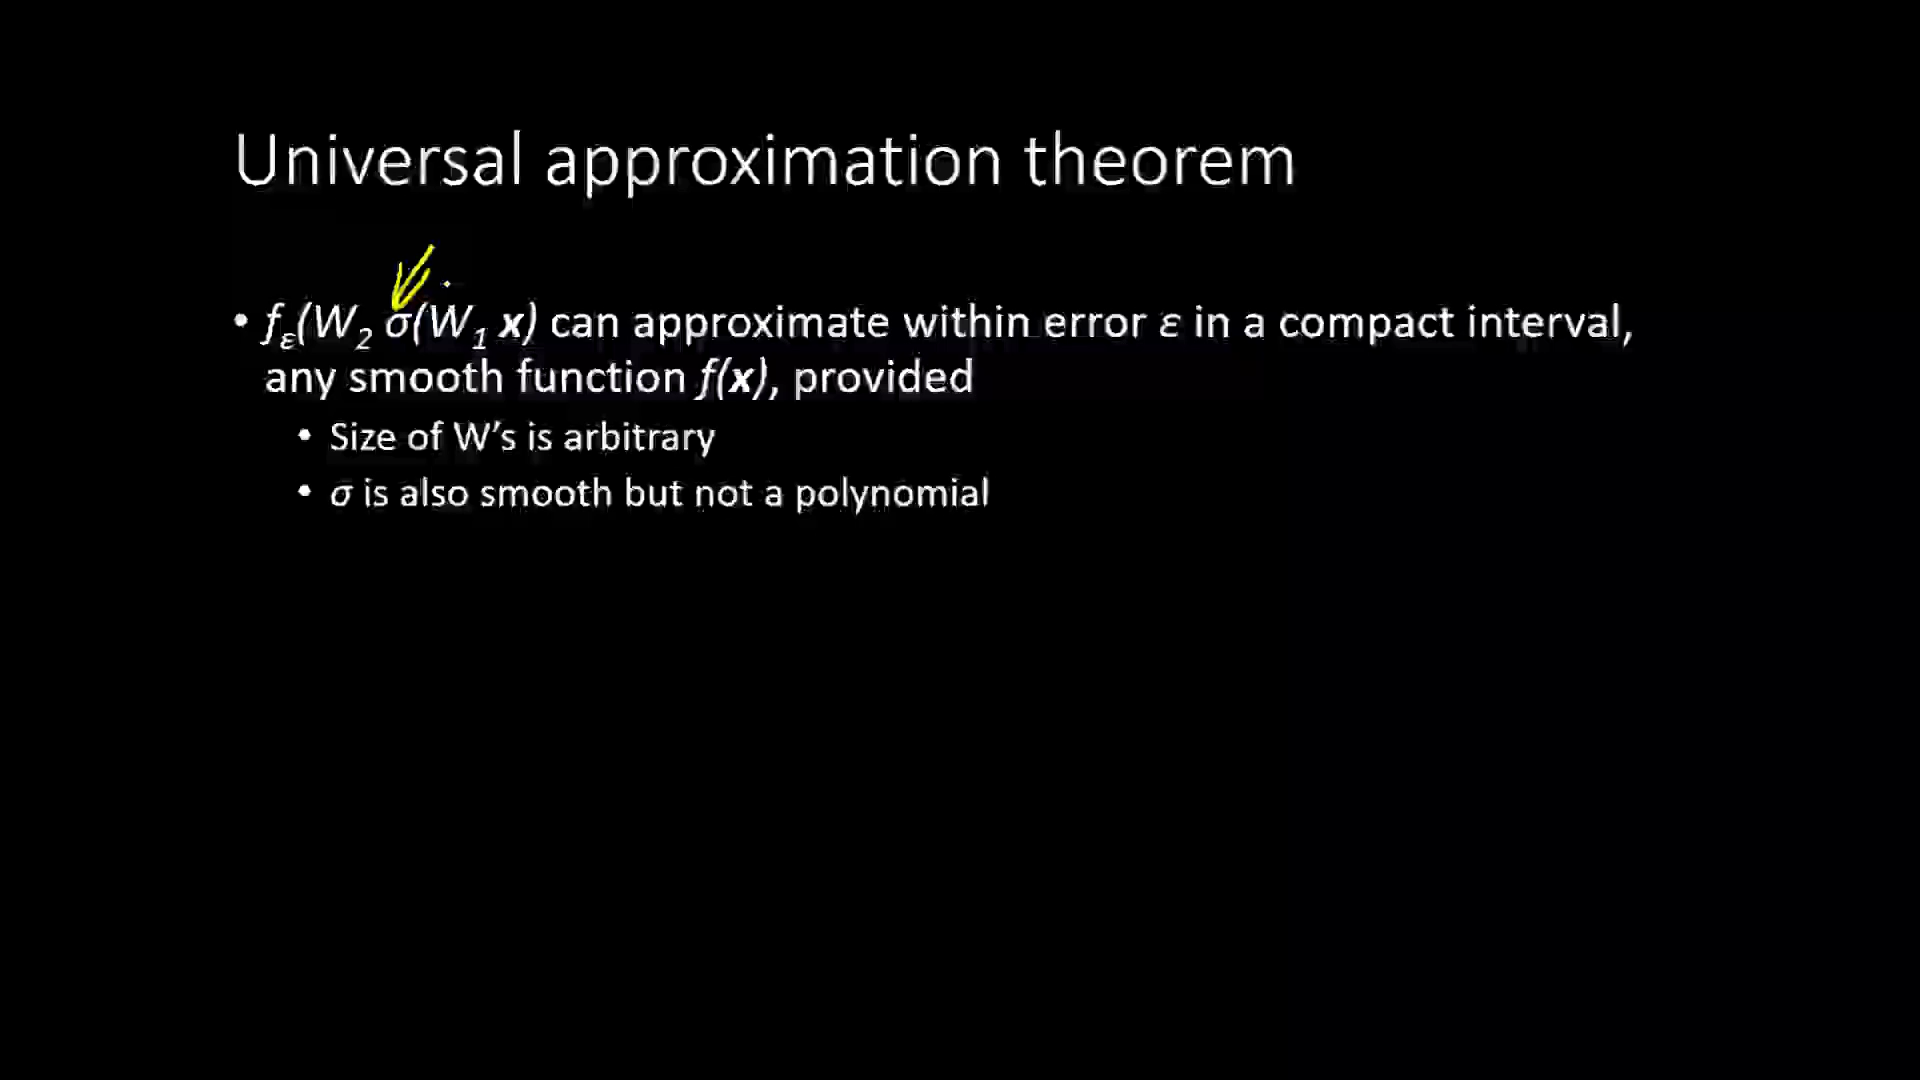 Universal approximation theorem
• fε(W2 σ(W1 x) can approximate within error ε in a compact interval,
any smooth function f(x), provided
• Size of W’s is arbitrary
• σ is also smooth but not a polynomial